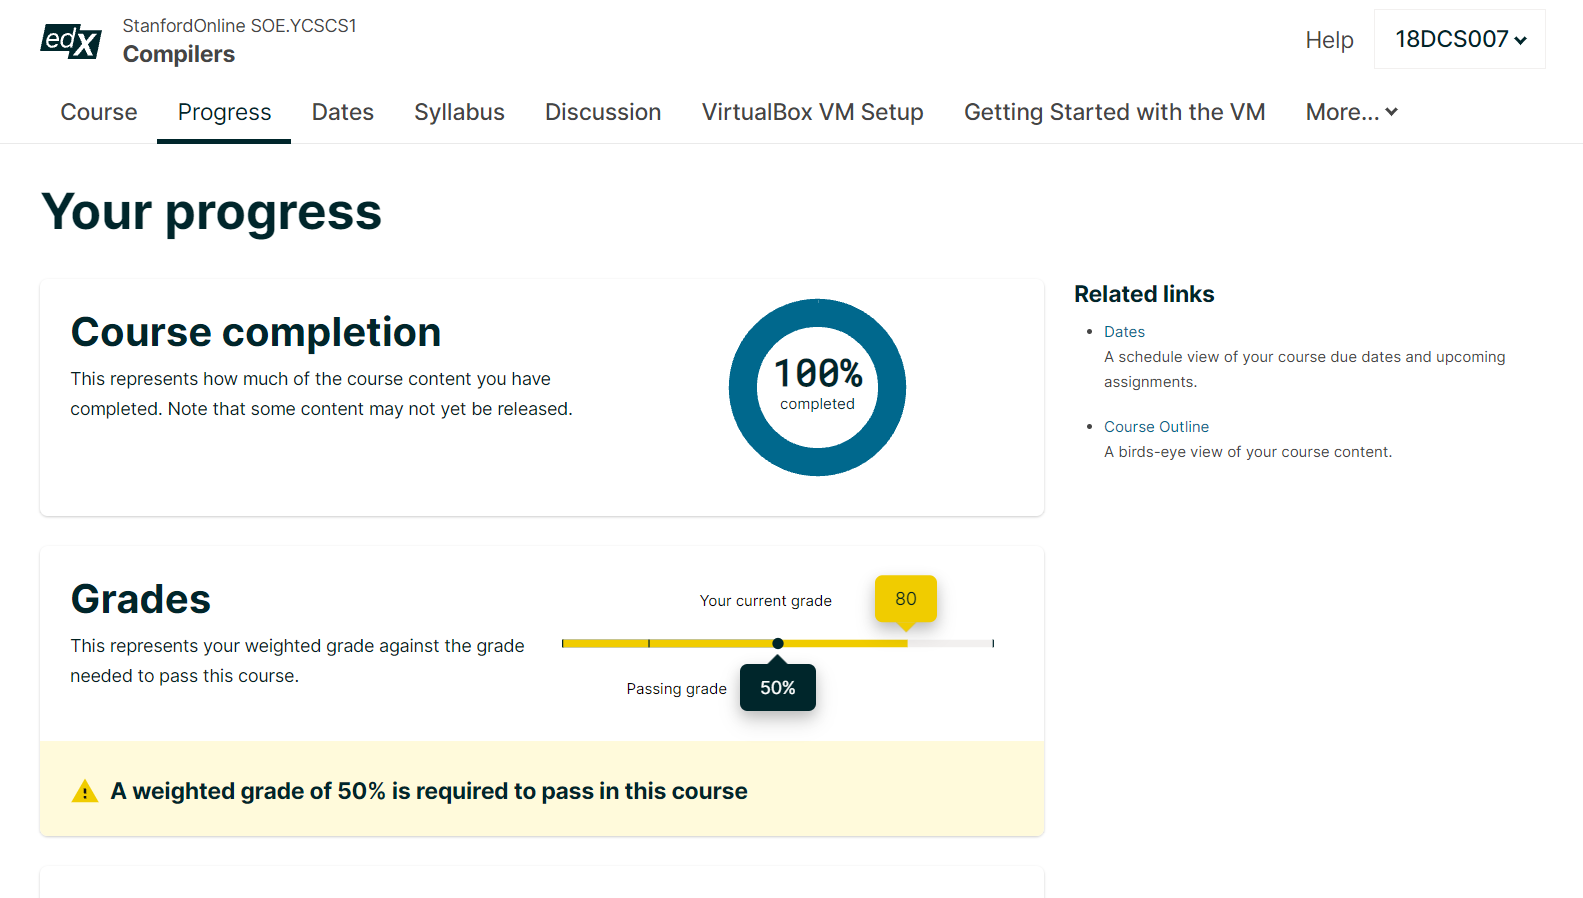 edX
StanfordOnline SOE.YCSCS1
Compilers
Help
18DCS007
Course Progress Dates Syllabus Discussion VirtualBox VM Setup Getting Started with the VM More...
Your progress
Course completion
This represents how much of the course content you have
completed. Note that some content may not yet be released.
100%
completed
Related links
Dates
A schedule view of your course due dates and upcoming
assignments.
Course Outline
A birds-eye view of your course content.
Grades
This represents your weighted grade against the grade
needed to pass this course.
Your current grade 80
Passing grade 50%
A weighted grade of 50% is required to pass in this course